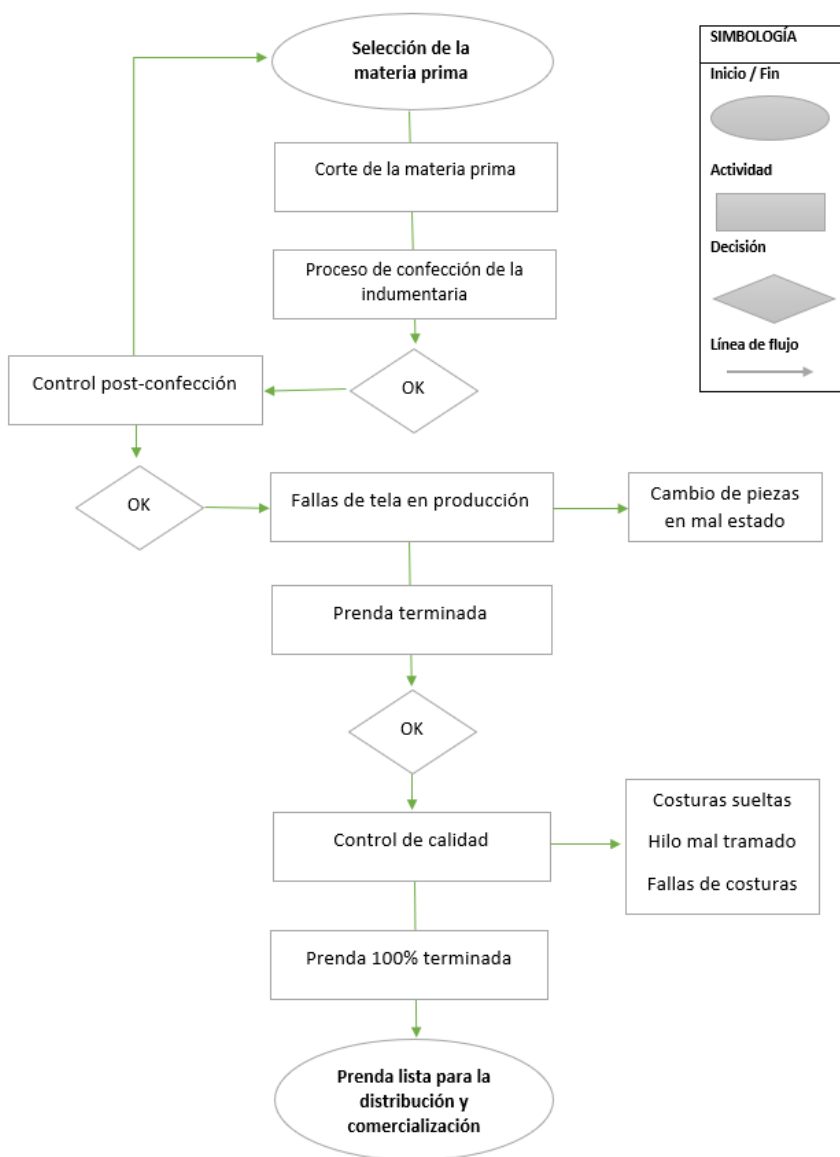 Selección de la
materia prima
Corte de la materia prima
Proceso de confección de la
indumentaria
OK
Control post-confección
OK
Fallas de tela en producción
Cambio de piezas
en mal estado
Prenda terminada
OK
Control de calidad
Costuras sueltas
Hilo mal tramado
Fallas de costuras
Prenda 100% terminada
Prenda lista para la
distribución y
comercialización
SIMBOLOGÍA
Inicio / Fin
Actividad
Decisión
Línea de flujo